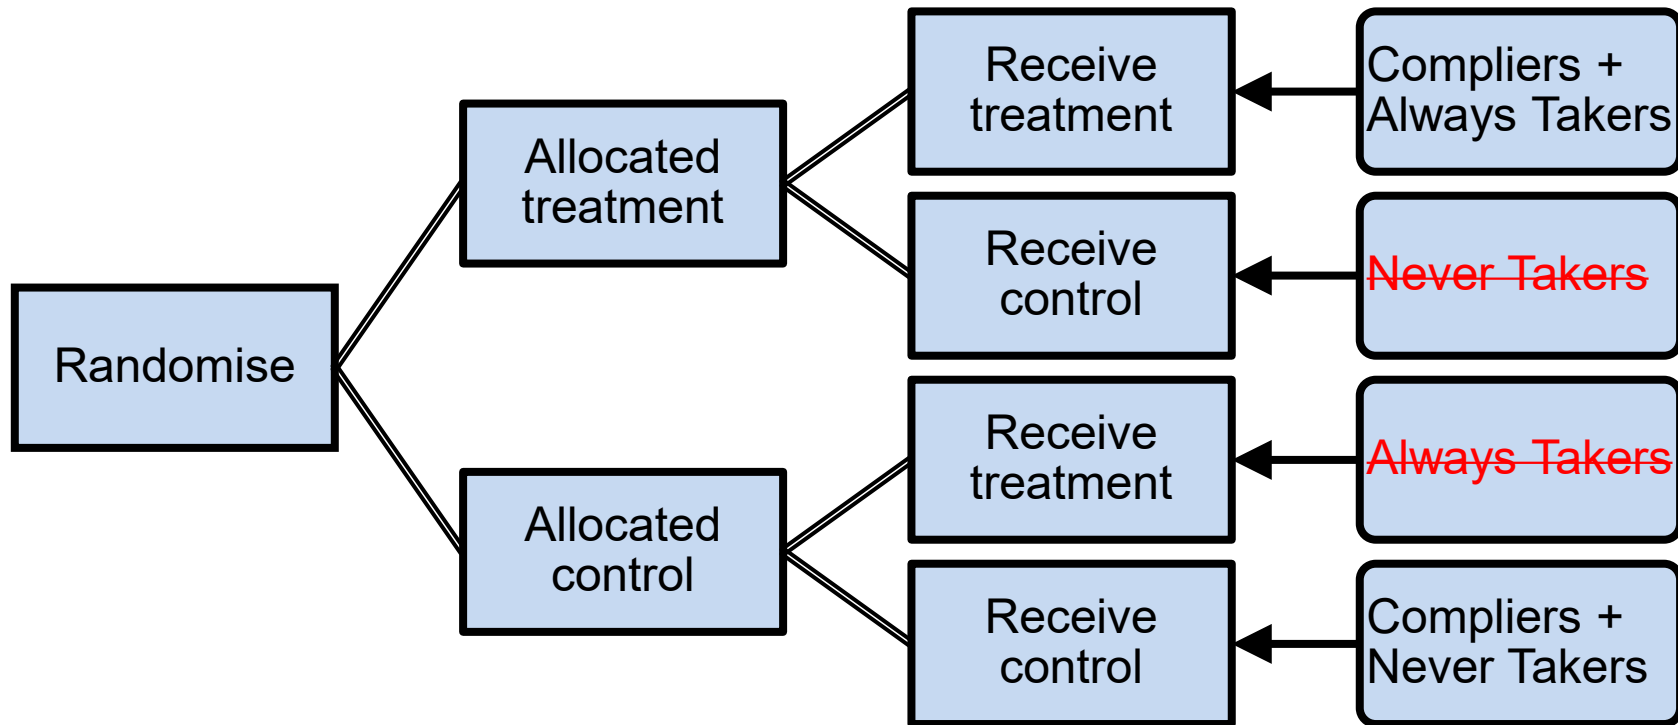 Randomise
Allocated
treatment
Allocated
control
Receive
treatment
Receive
control
Receive
treatment
Receive
control
Compliers +
Always Takers
Never Takers
Always Takers
Compliers +
Never Takers